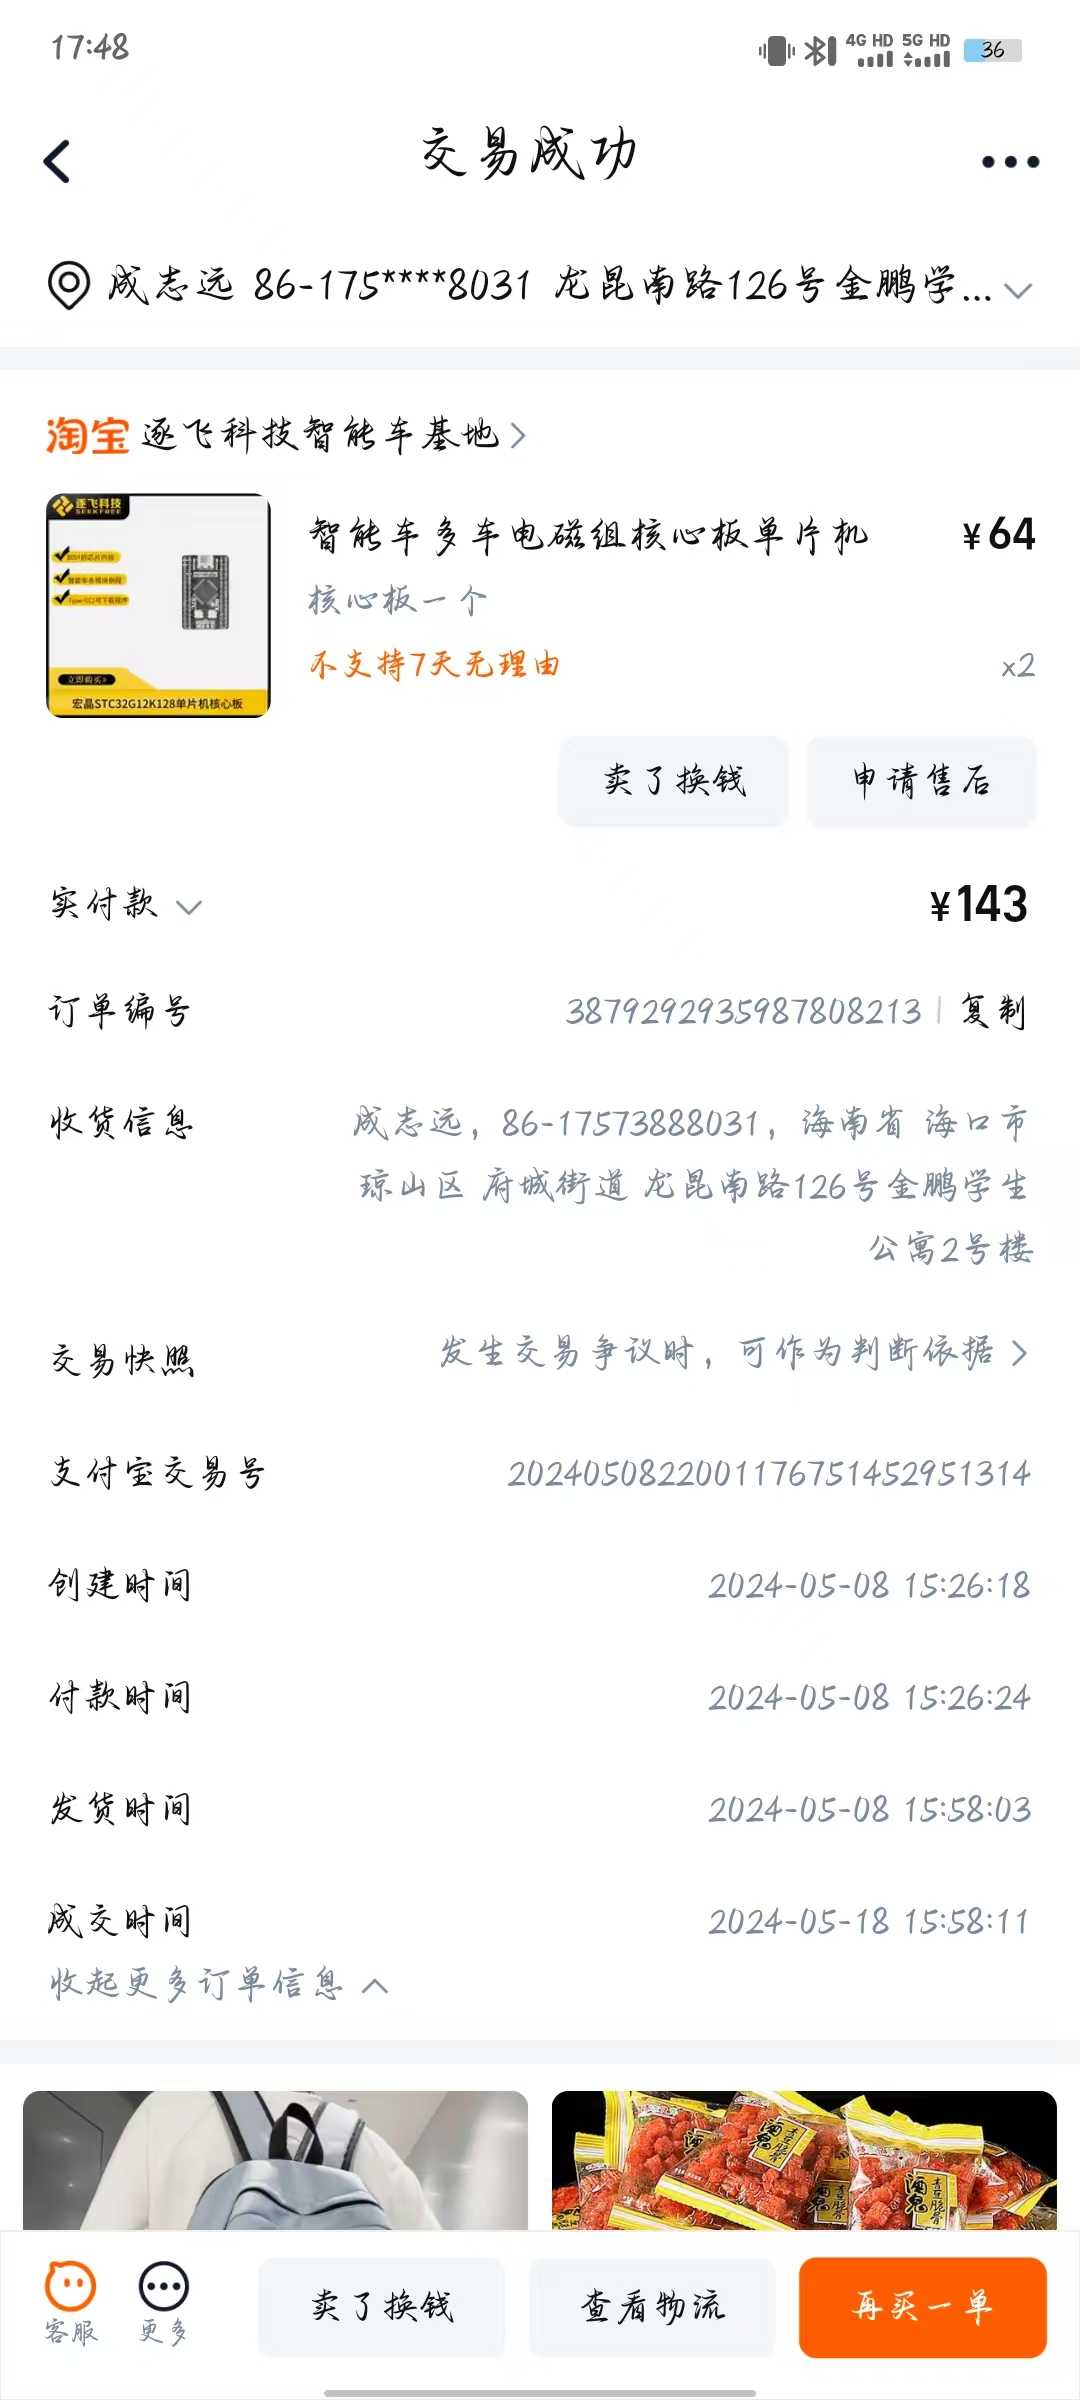 17:48
4G HD 5G HD 36
交易成功
成志远 86-175****8031 龙昆南路126号金鹏学...
淘宝 逐飞科技智能车基地
逐飞科技
SEEKFREE
智能车多车电磁组核心板单片机 ¥64
核心板一个
不支持7天无理由 x2
Type-C口可下载程序
立即购买
宏晶STC32G12K128单片机核心板
卖了换钱 申请售后
实付款 ¥143
订单编号 3879292935987808213 复制
收货信息 成志远，86-17573888031，海南省 海口市
琼山区 府城街道 龙昆南路126号金鹏学生
公寓2号楼
交易快照 发生交易争议时，可作为判断依据
支付宝交易号 2024050822001176751452951314
创建时间 2024-05-08 15:26:18
付款时间 2024-05-08 15:26:24
发货时间 2024-05-08 15:58:03
成交时间 2024-05-18 15:58:11
收起更多订单信息
酒鬼
客服 更多 卖了换钱 查看物流 再买一单